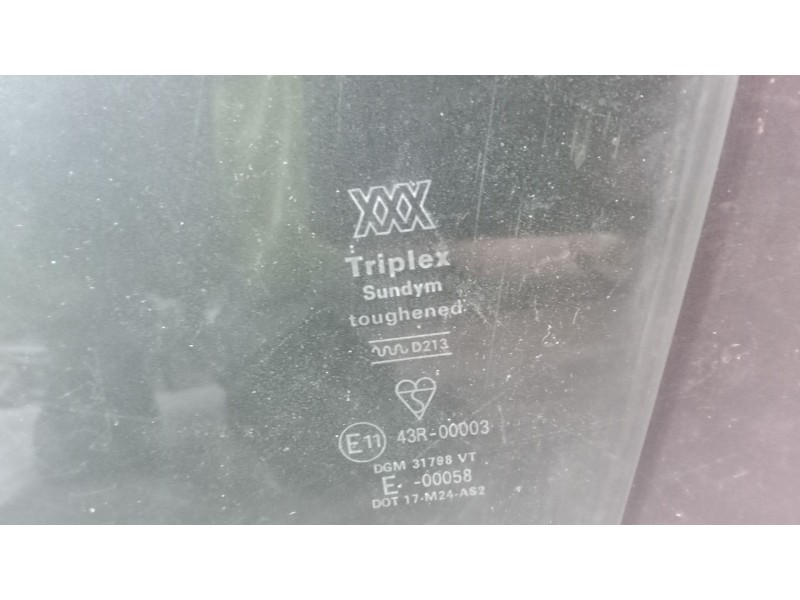 XXX
Triplex
Sundym
toughened
D213
E11 43R-00003
DGM 31798 VT
E -00058
DOT 17-M24-AS2